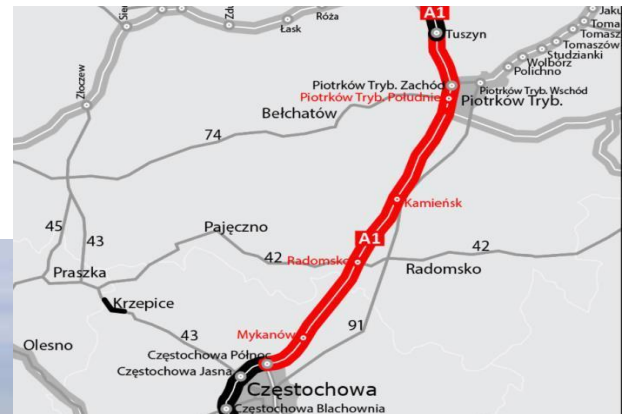 A1
Róża
Łask
Tuszyn
Toma
Tomasz
Tomaszów
Studzianki
Wolbórz
Polichno
Złoczew
Piotrków Tryb. Zachód
Piotrków Tryb. Wschód
Piotrków Tryb. Południe
Piotrków Tryb.
Bełchatów
74
Kamieńsk
45
43
Pajęczno
A1
42
42
Praszka
Radomsko
Radomsko
Krzepice
43
91
Mykanów
Olesno
Częstochowa Północ
Częstochowa Jasna
Częstochowa
Częstochowa Blachownia